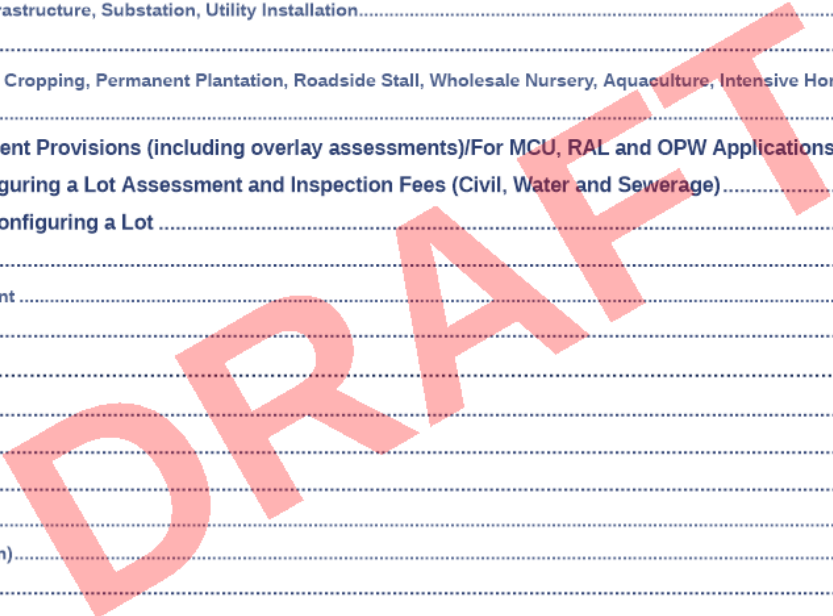 rastructure, Substation, Utility Installation
Cropping, Permanent Plantation, Roadside Stall, Wholesale Nursery, Aquaculture, Intensive Hor
ent Provisions (including overlay assessments)/For MCU, RAL and OPW Applications
guring a Lot Assessment and Inspection Fees (Civil, Water and Sewerage)
onfiguring a Lot
nt
n)
DRAFT